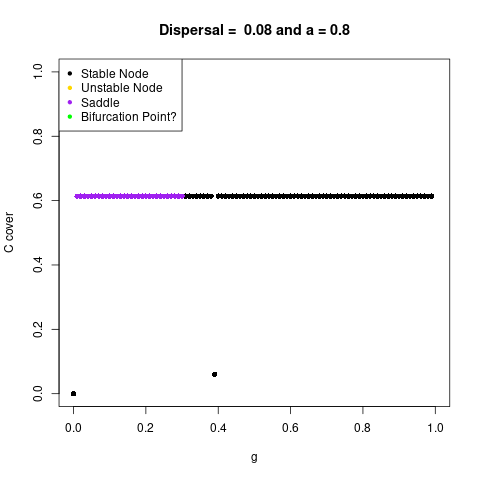 Dispersal =  0.08 and a = 0.8
Stable Node
Unstable Node
Saddle
Bifurcation Point?
1.0
0.8
0.6
0.4
0.2
0.0
C cover
0.0 0.2 0.4 0.6 0.8 1.0
g